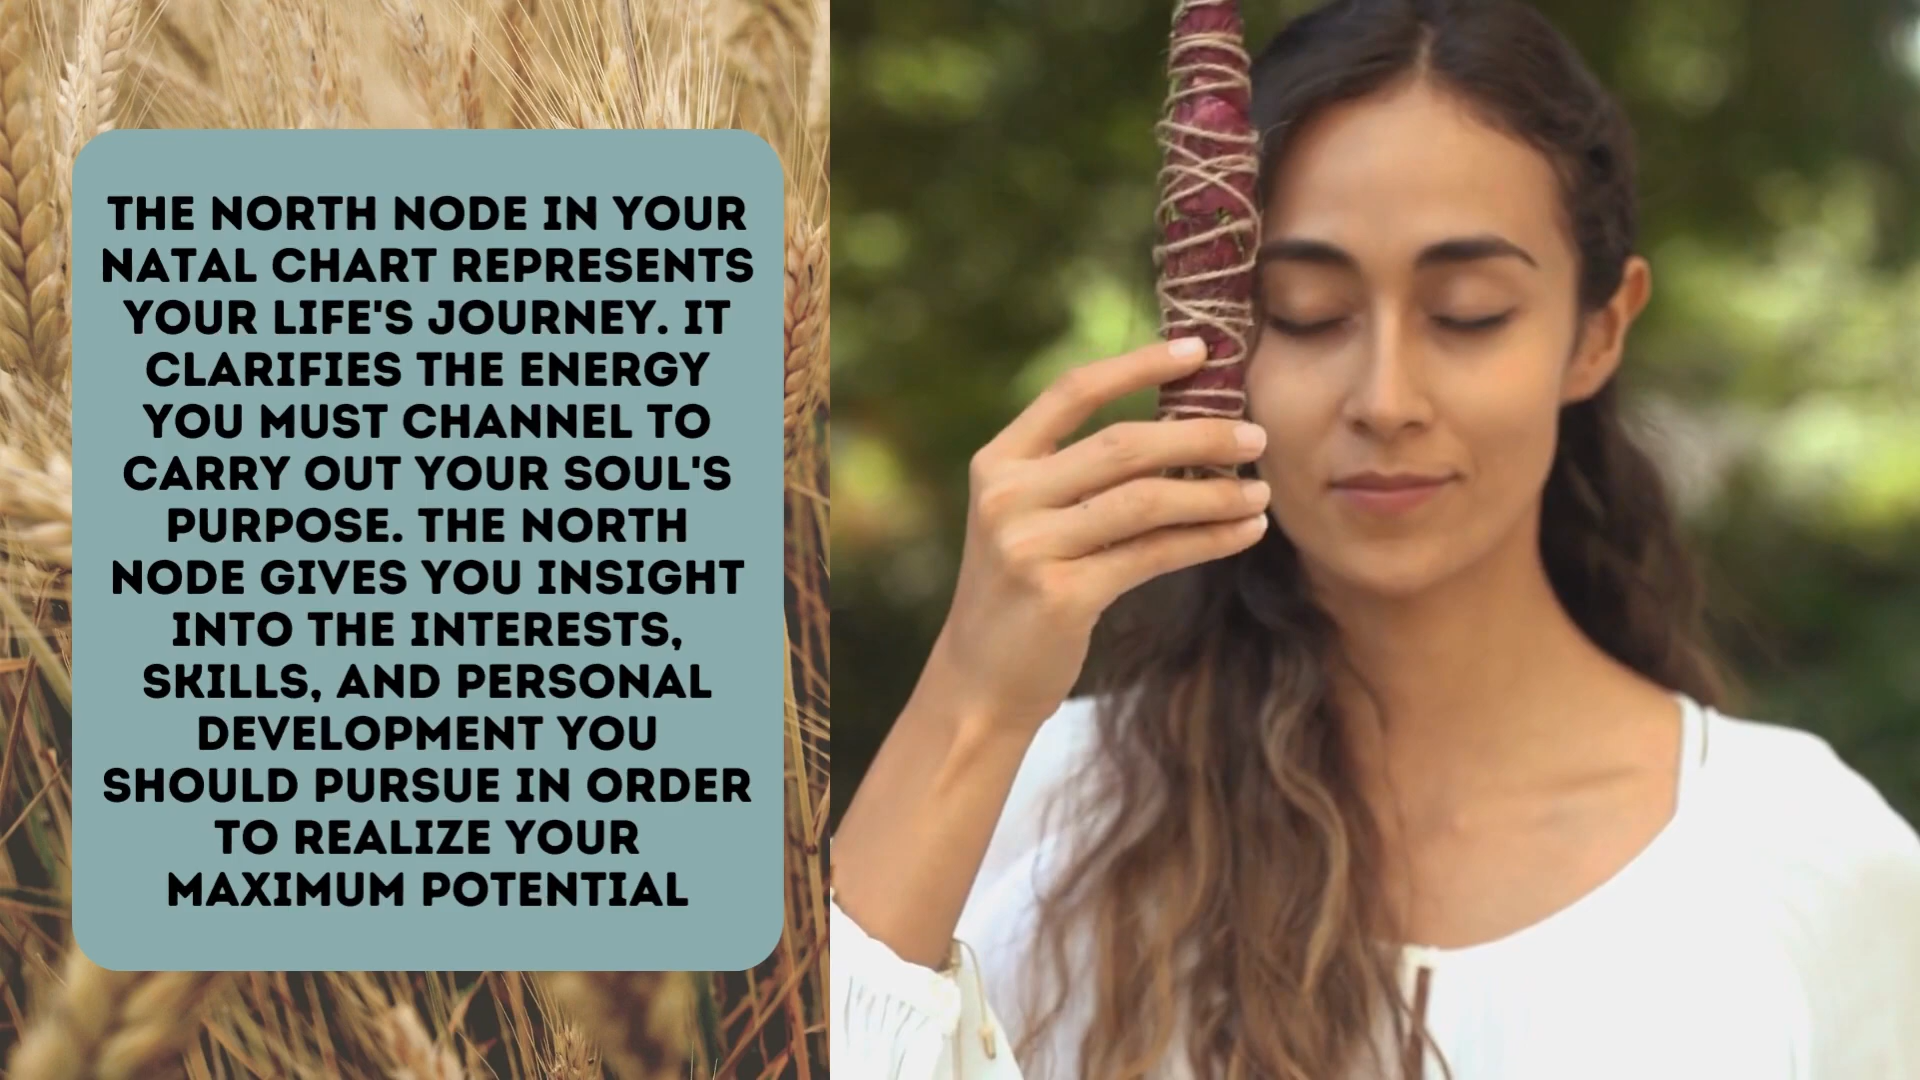 THE NORTH NODE IN YOUR
NATAL CHART REPRESENTS
YOUR LIFE'S JOURNEY. IT
CLARIFIES THE ENERGY
YOU MUST CHANNEL TO
CARRY OUT YOUR SOUL'S
PURPOSE. THE NORTH
NODE GIVES YOU INSIGHT
INTO THE INTERESTS,
SKILLS, AND PERSONAL
DEVELOPMENT YOU
SHOULD PURSUE IN ORDER
TO REALIZE YOUR
MAXIMUM POTENTIAL